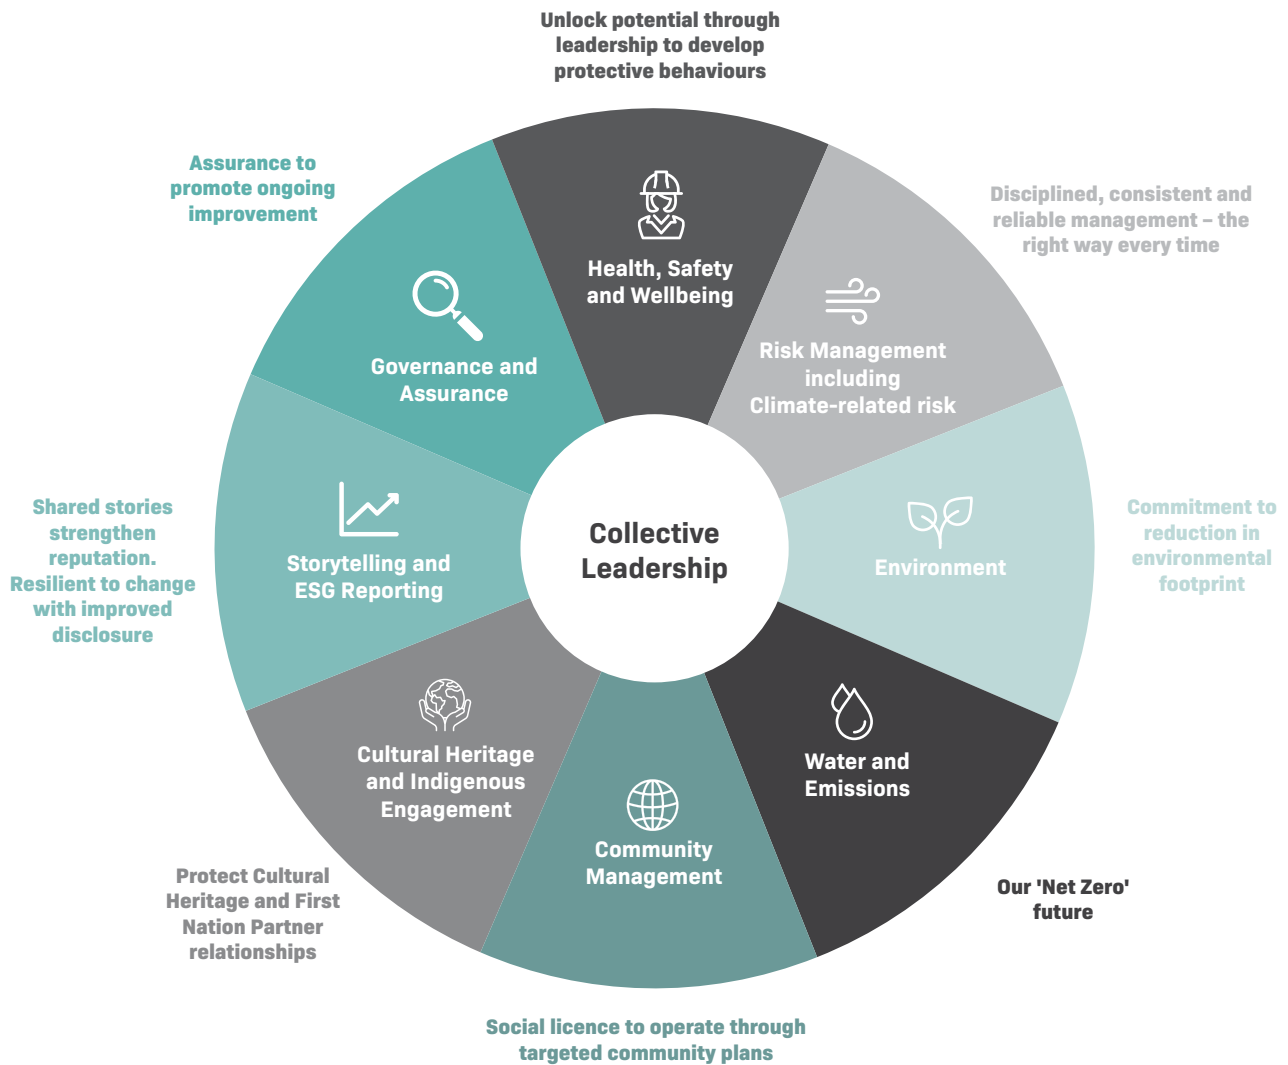 Unlock potential through
leadership to develop
protective behaviours
Health, Safety
and Wellbeing
Disciplined, consistent and
reliable management – the
right way every time
Risk Management
including
Climate-related risk
Commitment to
reduction in
environmental
footprint
Environment
Our 'Net Zero'
future
Water and
Emissions
Social licence to operate through
targeted community plans
Community
Management
Protect Cultural
Heritage and First
Nation Partner
relationships
Cultural Heritage
and Indigenous
Engagement
Shared stories
strengthen
reputation.
Resilient to change
with improved
disclosure
Storytelling and
ESG Reporting
Assurance to
promote ongoing
improvement
Governance and
Assurance
Collective
Leadership